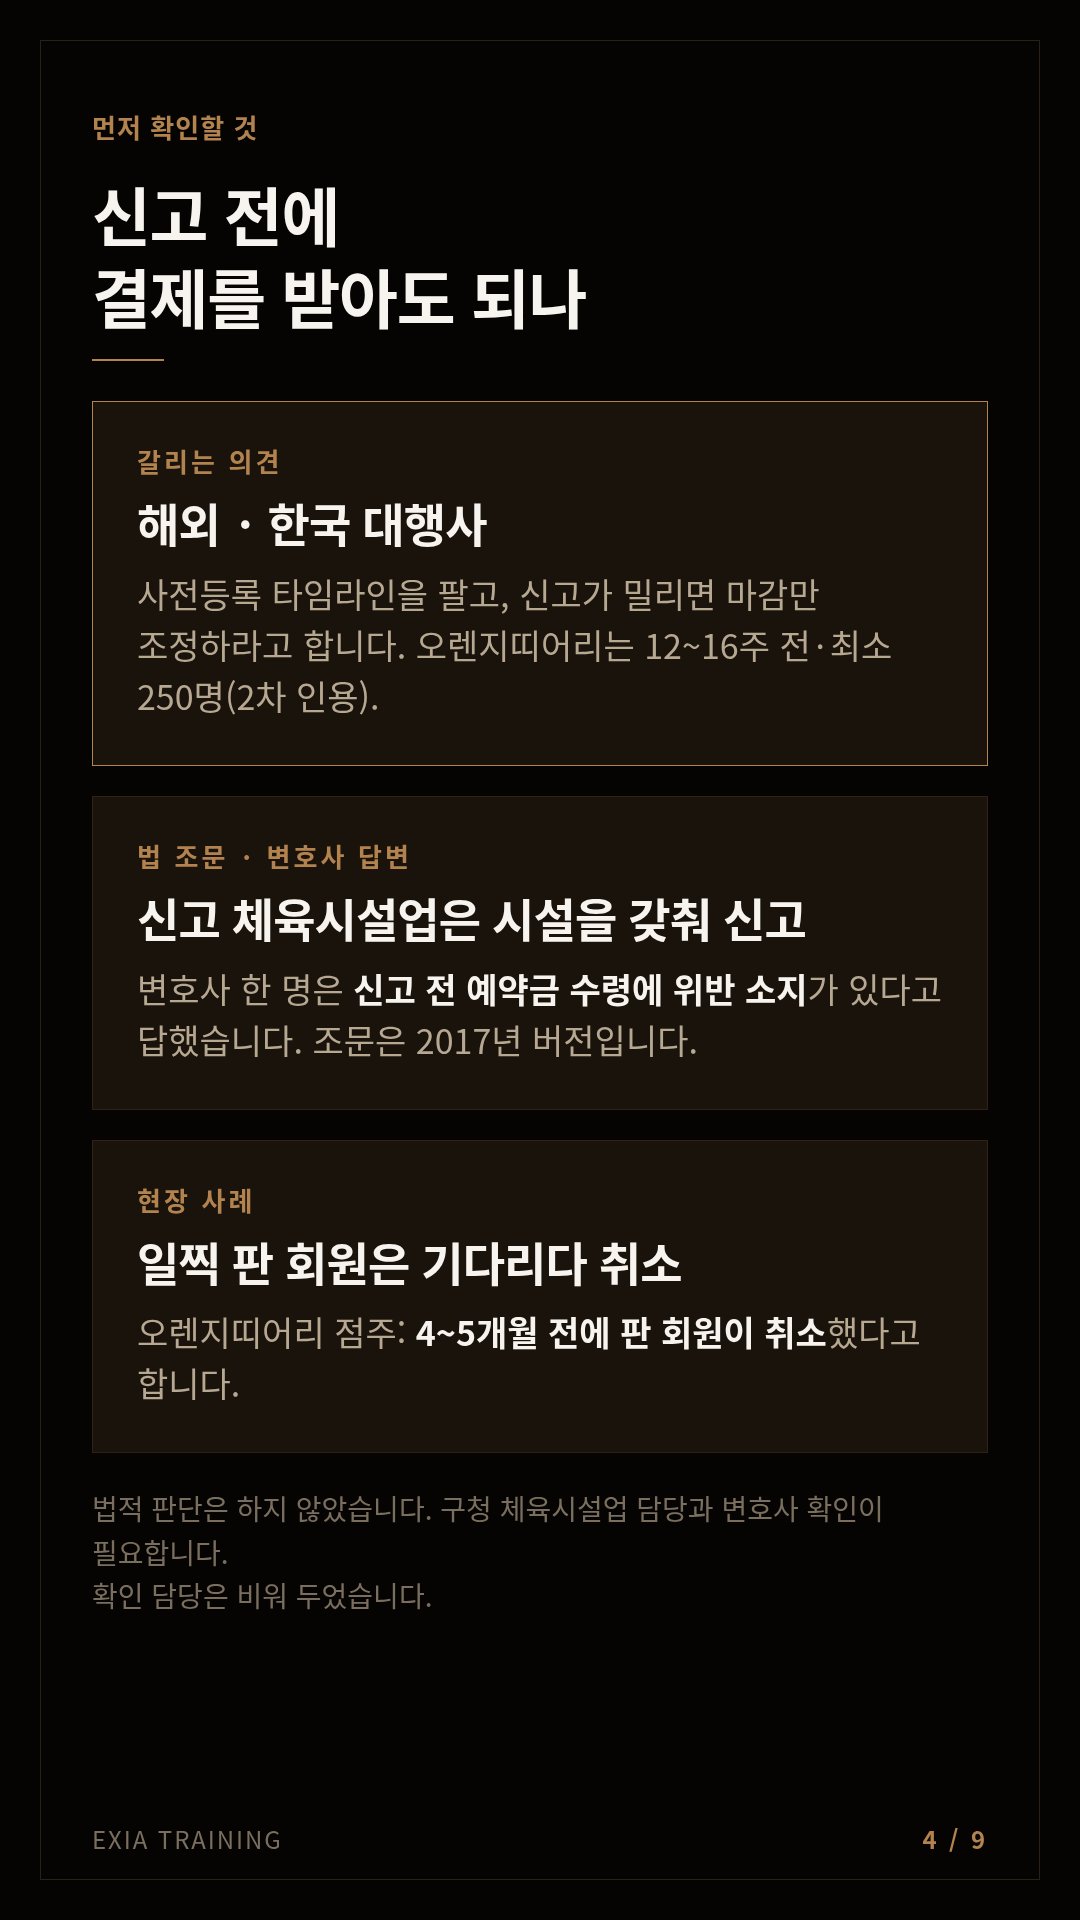 먼저 확인할 것
신고 전에
결제를 받아도 되나
갈리는 의견
해외 · 한국 대행사
사전등록 타임라인을 팔고, 신고가 밀리면 마감만
조정하라고 합니다. 오렌지띠어리는 12~16주 전·최소
250명(2차 인용).
법 조문 · 변호사 답변
신고 체육시설업은 시설을 갖춰 신고
변호사 한 명은 신고 전 예약금 수령에 위반 소지가 있다고
답했습니다. 조문은 2017년 버전입니다.
현장 사례
일찍 판 회원은 기다리다 취소
오렌지띠어리 점주: 4~5개월 전에 판 회원이 취소했다고
합니다.
법적 판단은 하지 않았습니다. 구청 체육시설업 담당과 변호사 확인이
필요합니다.
확인 담당은 비워 두었습니다.
EXIA TRAINING
4 / 9